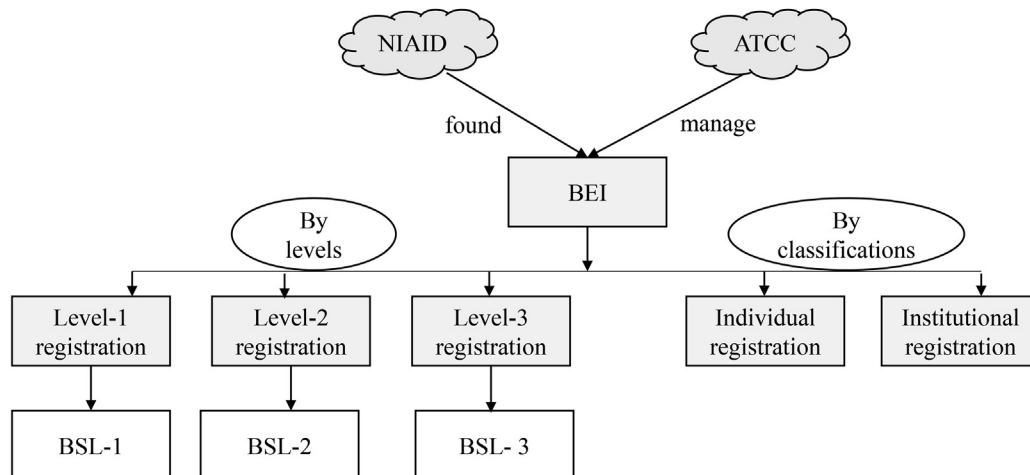 NIAID
ATCC
found
manage
BEI
By
levels
By
classifications
Level-1
registration
Level-2
registration
Level-3
registration
Individual
registration
Institutional
registration
BSL-1
BSL-2
BSL- 3